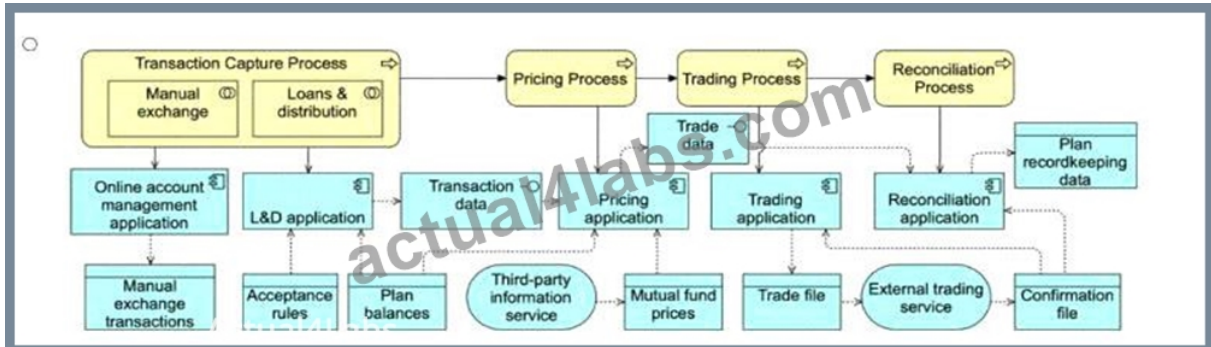 Transaction Capture Process
Manual
exchange
Loans &
distribution
Pricing Process
Trading Process
Reconciliation
Process
Trade
data
Plan
recordkeeping
data
Online account
management
application
L&D application
Transaction
data
Pricing
application
Trading
application
Reconciliation
application
Manual
exchange
transactions
Acceptance
rules
Plan
balances
Third-party
information
service
Mutual fund
prices
Trade file
External trading
service
Confirmation
file
actual4labs.com
Actual4Labs